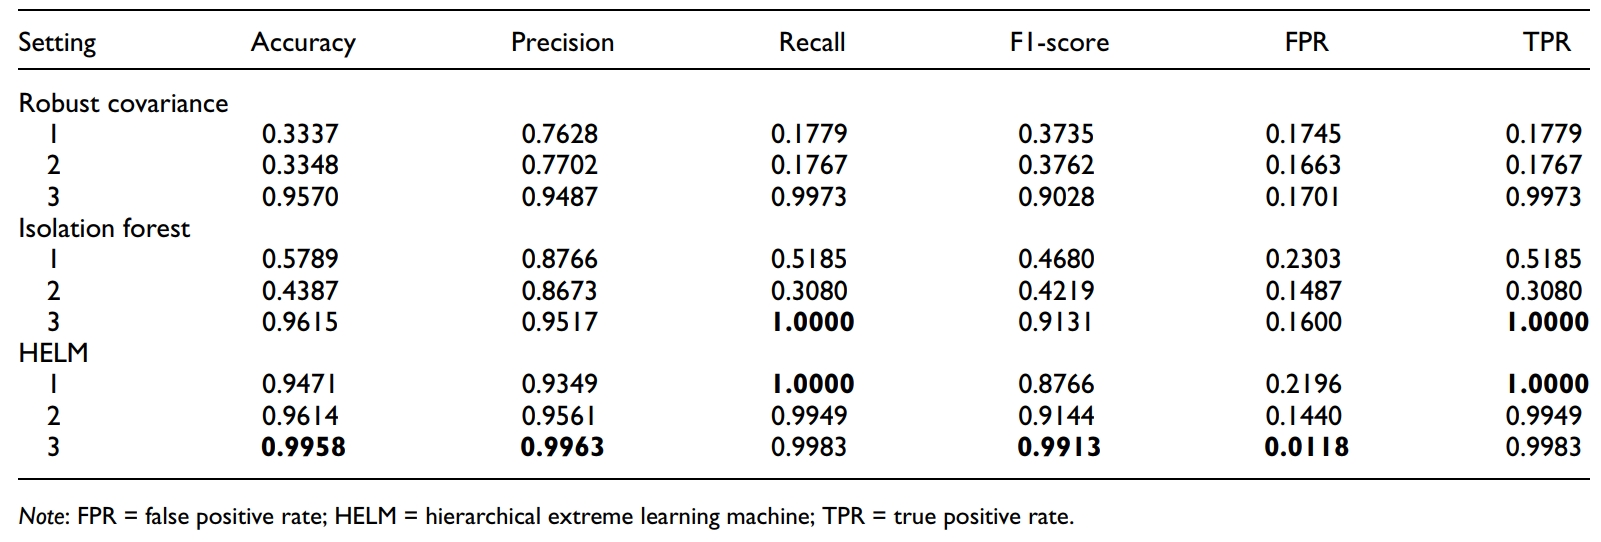 Setting Accuracy Precision Recall F1-score FPR TPR
Robust covariance
1 0.3337 0.7628 0.1779 0.3735 0.1745 0.1779
2 0.3348 0.7702 0.1767 0.3762 0.1663 0.1767
3 0.9570 0.9487 0.9973 0.9028 0.1701 0.9973
Isolation forest
1 0.5789 0.8766 0.5185 0.4680 0.2303 0.5185
2 0.4387 0.8673 0.3080 0.4219 0.1487 0.3080
3 0.9615 0.9517 1.0000 0.9131 0.1600 1.0000
HELM
1 0.9471 0.9349 1.0000 0.8766 0.2196 1.0000
2 0.9614 0.9561 0.9949 0.9144 0.1440 0.9949
3 0.9958 0.9963 0.9983 0.9913 0.0118 0.9983
Note: FPR = false positive rate; HELM = hierarchical extreme learning machine; TPR = true positive rate.